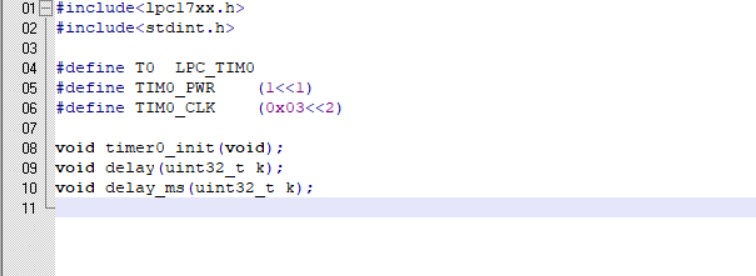 01 #include<lpc17xx.h>
02 #include<stdint.h>
03
04 #define T0 LPC_TIM0
05 #define TIM0_PWR (1<<1)
06 #define TIM0_CLK (0x03<<2)
07
08 void timer0_init(void);
09 void delay(uint32_t k);
10 void delay_ms(uint32_t k);
11